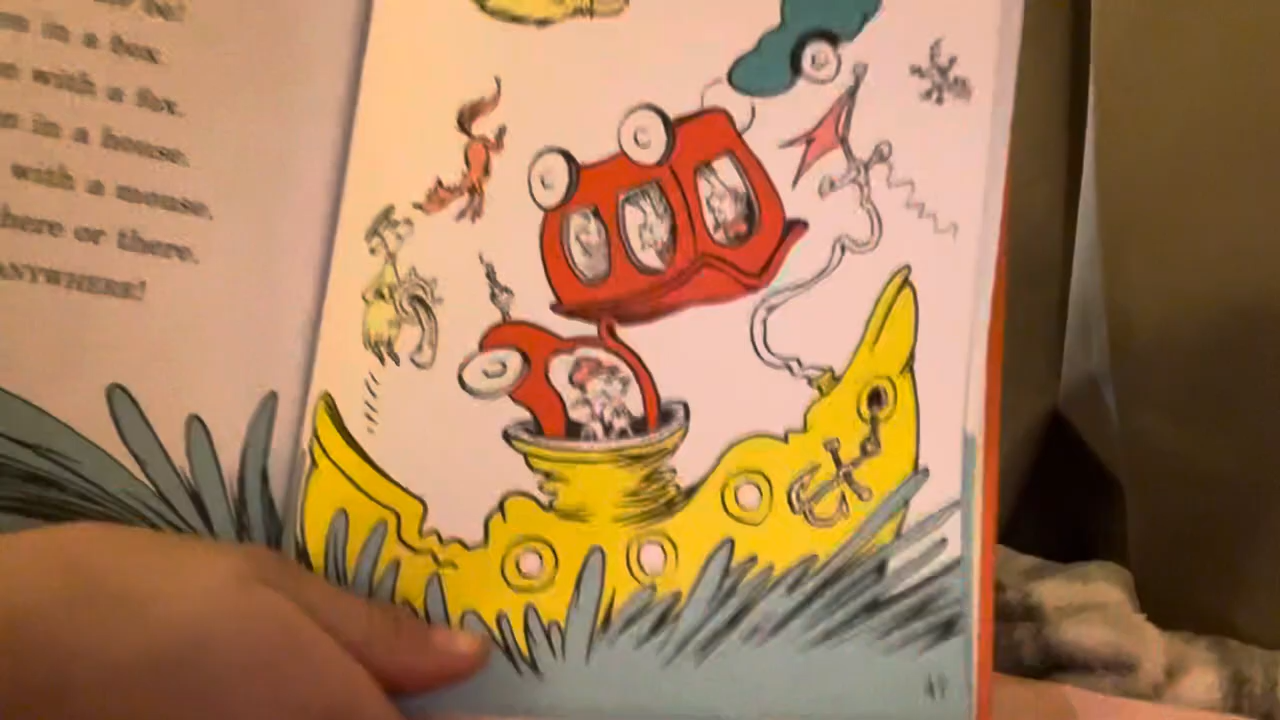 in a box.
with a fox.
in a house.
with a mouse.
here or there.
ANYWHERE!